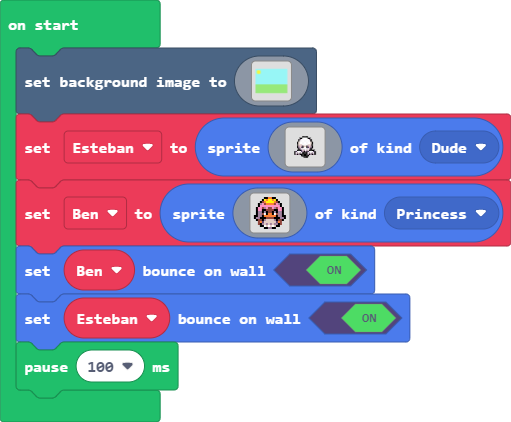 on start
set background image to
set Esteban to sprite of kind Dude
set Ben to sprite of kind Princess
set Ben bounce on wall ON
set Esteban bounce on wall ON
pause 100 ms